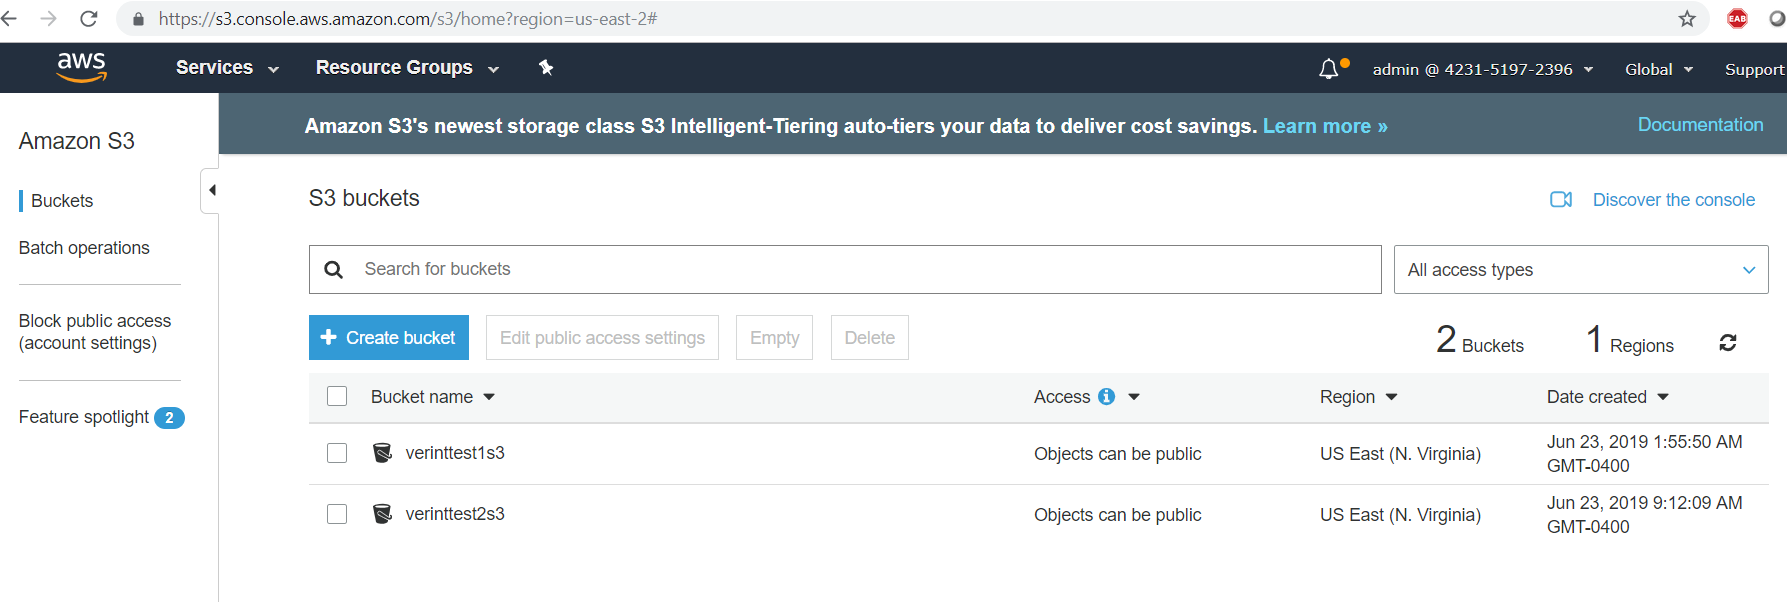 https://s3.console.aws.amazon.com/s3/home?region=us-east-2#
EAB
aws Services Resource Groups admin @ 4231-5197-2396 Global Support
Amazon S3
Buckets
Batch operations
Block public access
(account settings)
Feature spotlight 2
Amazon S3's newest storage class S3 Intelligent-Tiering auto-tiers your data to deliver cost savings. Learn more » Documentation
S3 buckets
Discover the console
Search for buckets
All access types
+ Create bucket Edit public access settings Empty Delete
2 Buckets 1 Regions
Bucket name Access i Region Date created
verinttest1s3 Objects can be public US East (N. Virginia) Jun 23, 2019 1:55:50 AM
GMT-0400
verinttest2s3 Objects can be public US East (N. Virginia) Jun 23, 2019 9:12:09 AM
GMT-0400